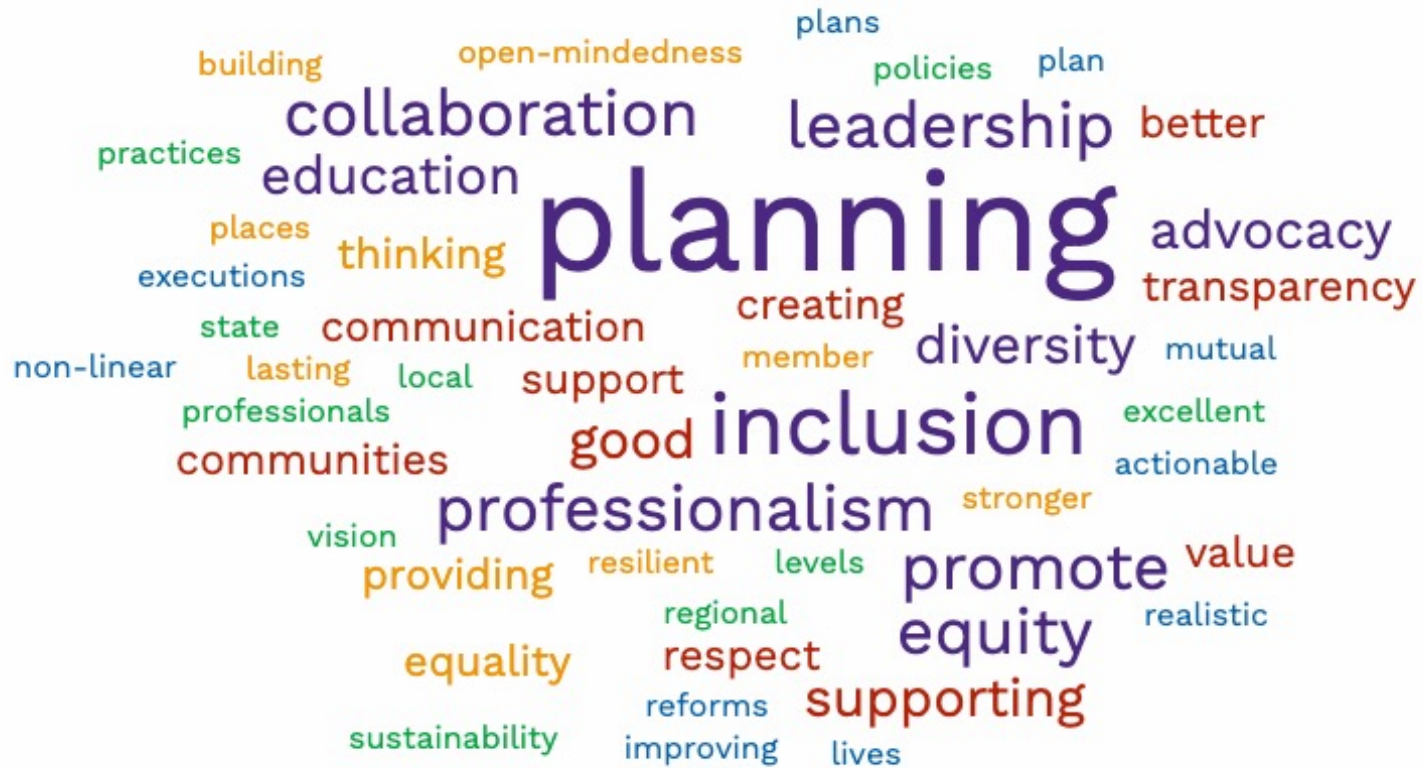 plans
building
open-mindedness
policies
plan
collaboration
leadership
better
practices
education
planning
places
thinking
advocacy
executions
creating
transparency
state
communication
diversity
mutual
non-linear
lasting
local
support
member
professionals
good
inclusion
excellent
communities
actionable
professionalism
stronger
vision
providing
resilient
levels
promote
value
regional
equity
realistic
equality
respect
reforms
supporting
sustainability
improving
lives